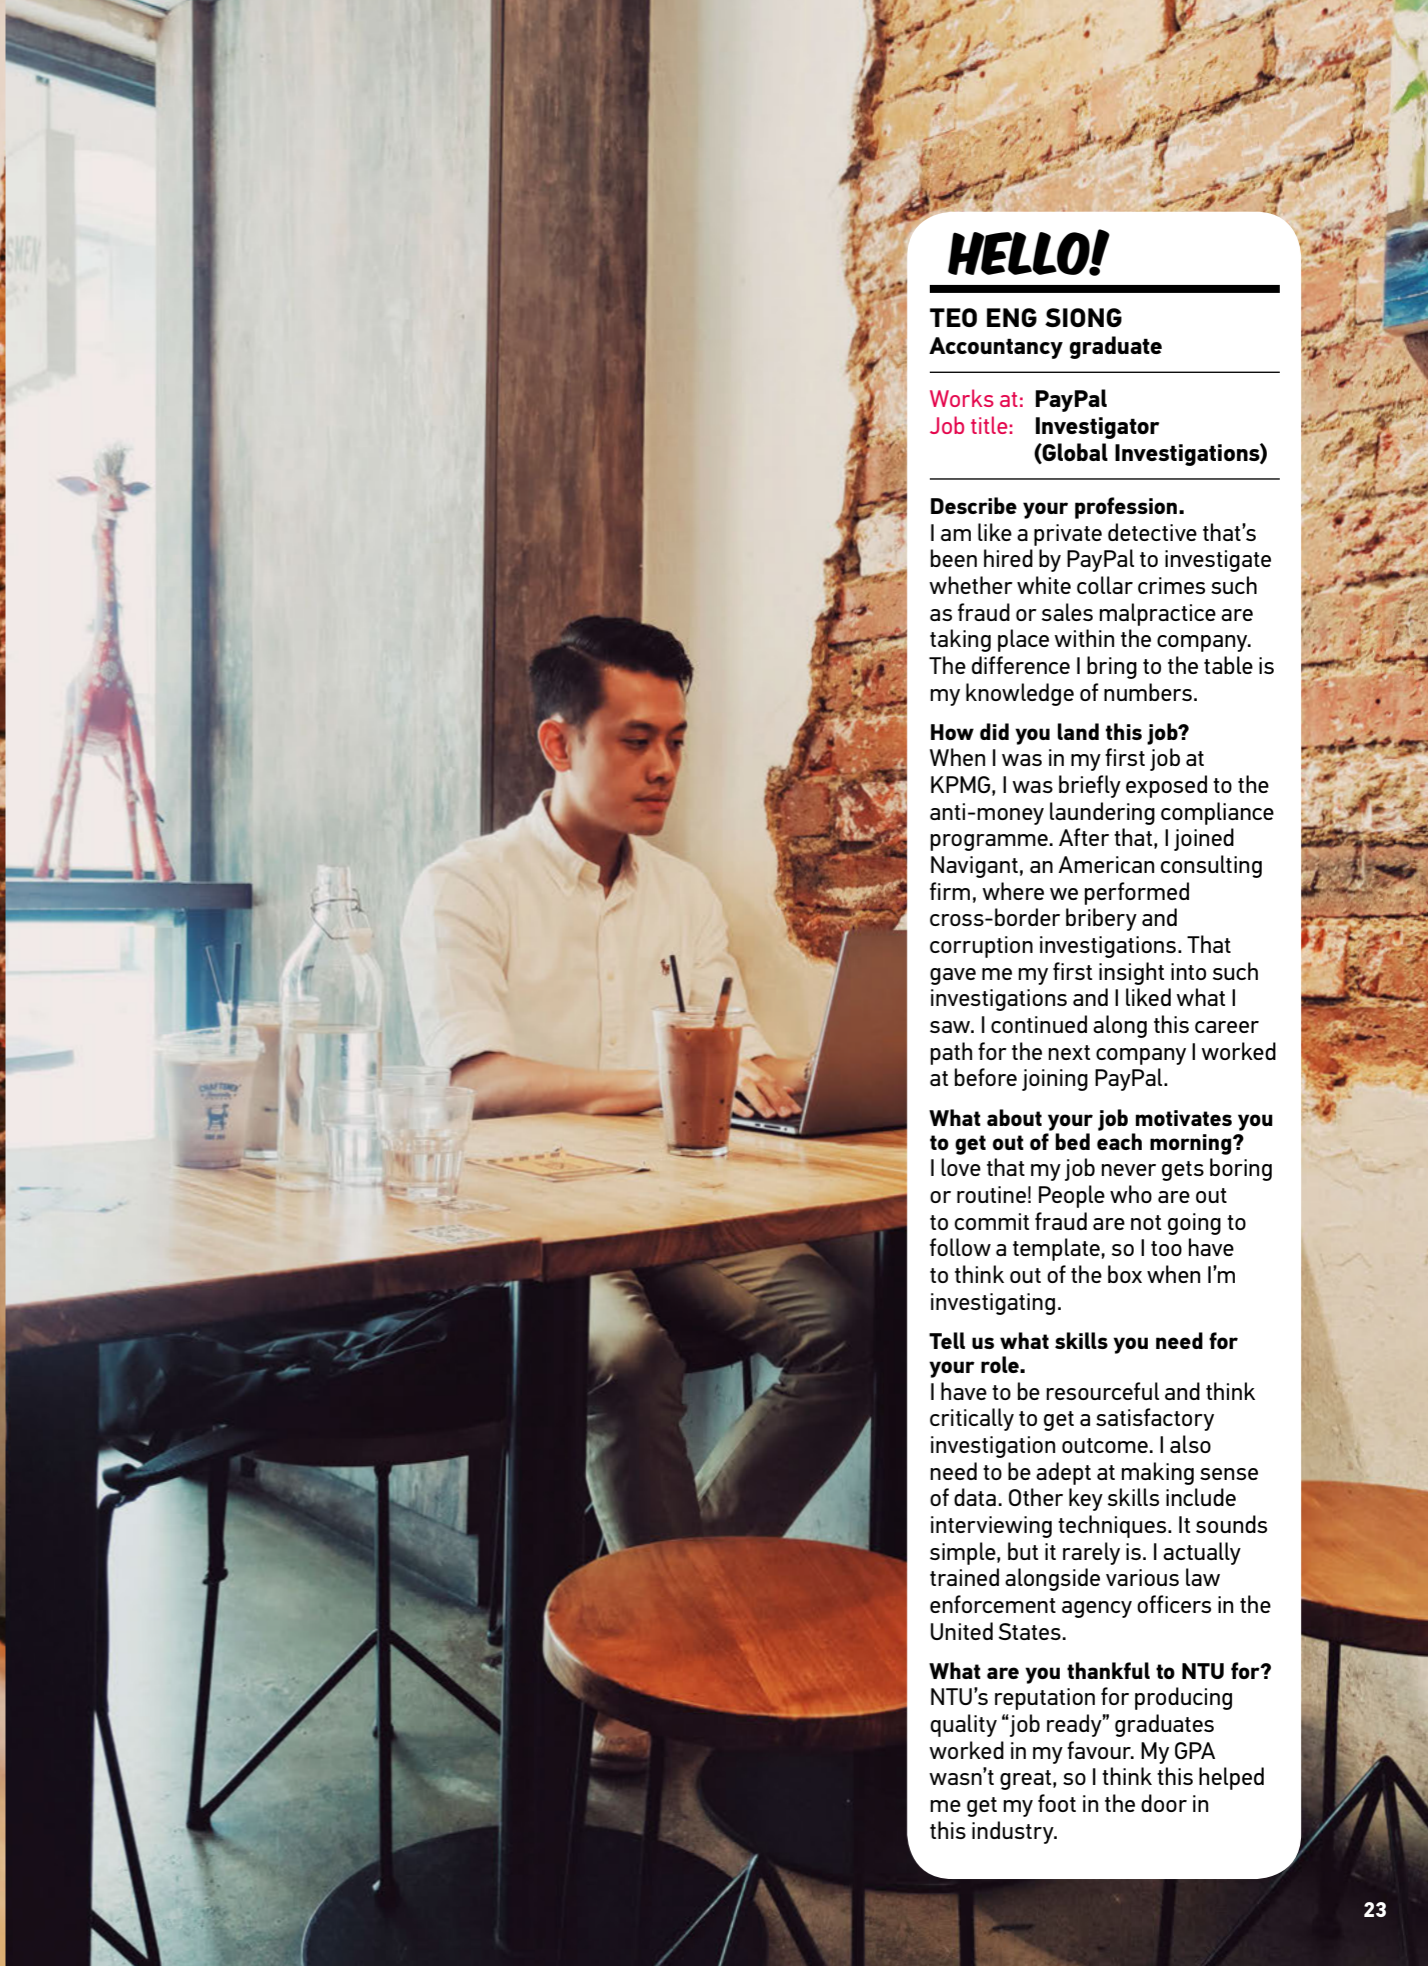 SMEN
CRAFTSMEN
HELLO!
TEO ENG SIONG
Accountancy graduate
Works at: PayPal
Job title: Investigator
(Global Investigations)
Describe your profession.
I am like a private detective that’s
been hired by PayPal to investigate
whether white collar crimes such
as fraud or sales malpractice are
taking place within the company.
The difference I bring to the table is
my knowledge of numbers.
How did you land this job?
When I was in my first job at
KPMG, I was briefly exposed to the
anti-money laundering compliance
programme. After that, I joined
Navigant, an American consulting
firm, where we performed
cross-border bribery and
corruption investigations. That
gave me my first insight into such
investigations and I liked what I
saw. I continued along this career
path for the next company I worked
at before joining PayPal.
What about your job motivates you
to get out of bed each morning?
I love that my job never gets boring
or routine! People who are out
to commit fraud are not going to
follow a template, so I too have
to think out of the box when I’m
investigating.
Tell us what skills you need for
your role.
I have to be resourceful and think
critically to get a satisfactory
investigation outcome. I also
need to be adept at making sense
of data. Other key skills include
interviewing techniques. It sounds
simple, but it rarely is. I actually
trained alongside various law
enforcement agency officers in the
United States.
What are you thankful to NTU for?
NTU’s reputation for producing
quality “job ready” graduates
worked in my favour. My GPA
wasn’t great, so I think this helped
me get my foot in the door in
this industry.
23